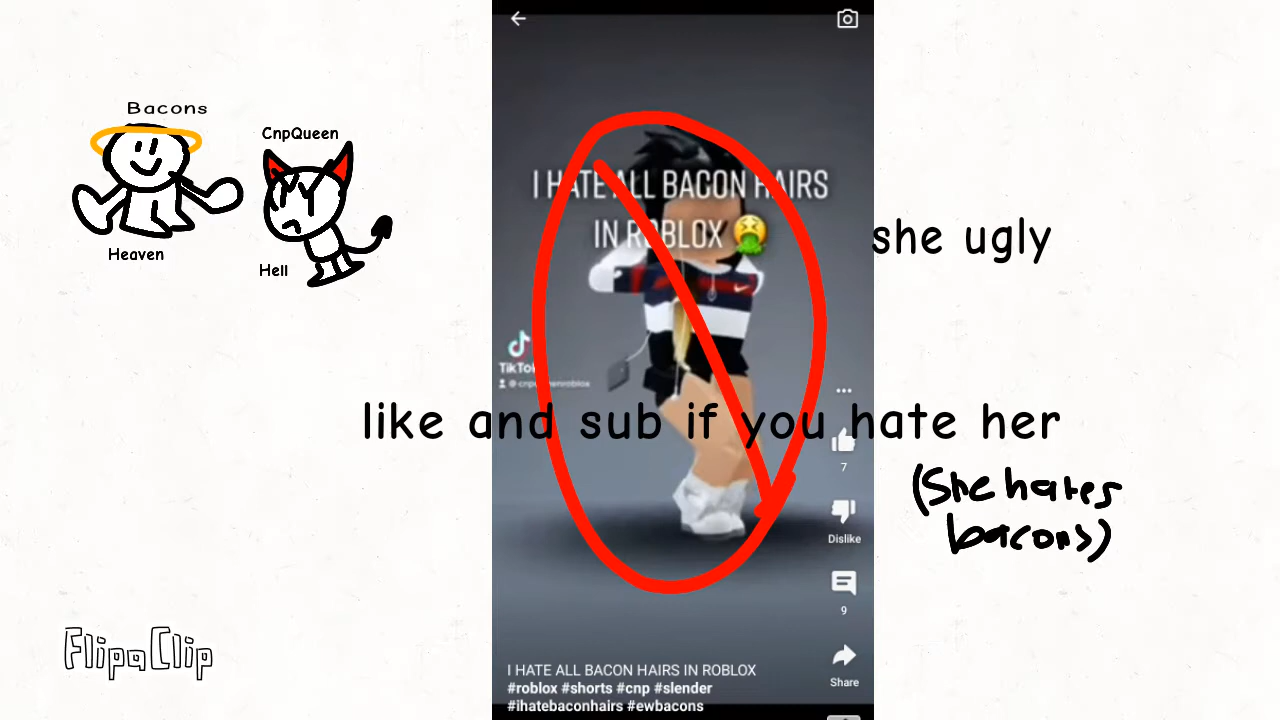 Bacons
CnpQueen
Heaven
Hell
I HATE ALL BACON HAIRS
IN ROBLOX 🤮
she ugly
TikTok
like and sub if you hate her
7
(She hates
bacons)
Dislike
9
Share
FlipaClip
I HATE ALL BACON HAIRS IN ROBLOX
#roblox #shorts #cnp #slender
#ihatebaconhairs #ewbacons